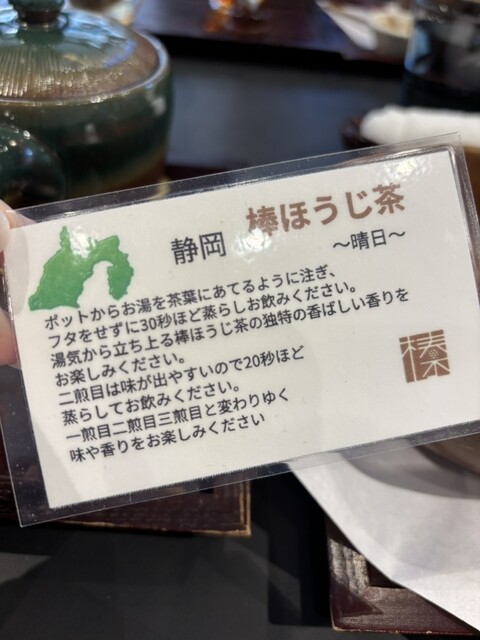 静岡 棒ほうじ茶
～晴日～
ポットからお湯を茶葉にあてるように注ぎ、
フタをせずに30秒ほど蒸らしお飲みください。
湯気から立ち上る棒ほうじ茶の独特の香ばしい香りを
お楽しみください。
二煎目は味が出やすいので20秒ほど
蒸らしてお飲みください。
一煎目二煎目三煎目と変わりゆく
味や香りをお楽しみください